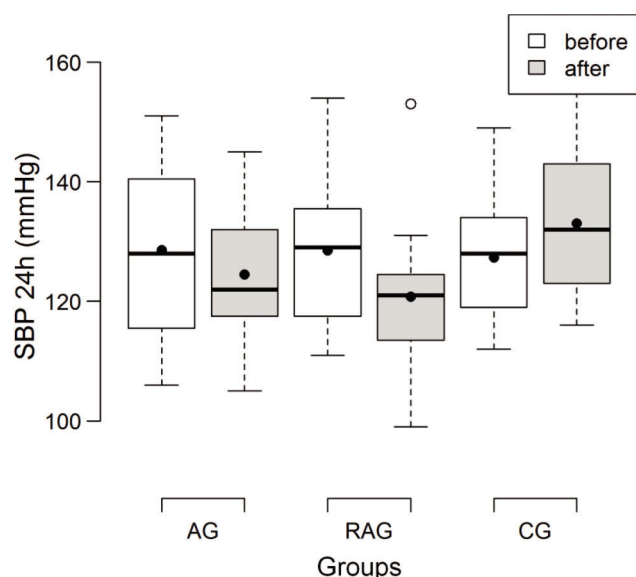 before
after
SBP 24h (mmHg)
160
140
120
100
AG RAG CG
Groups